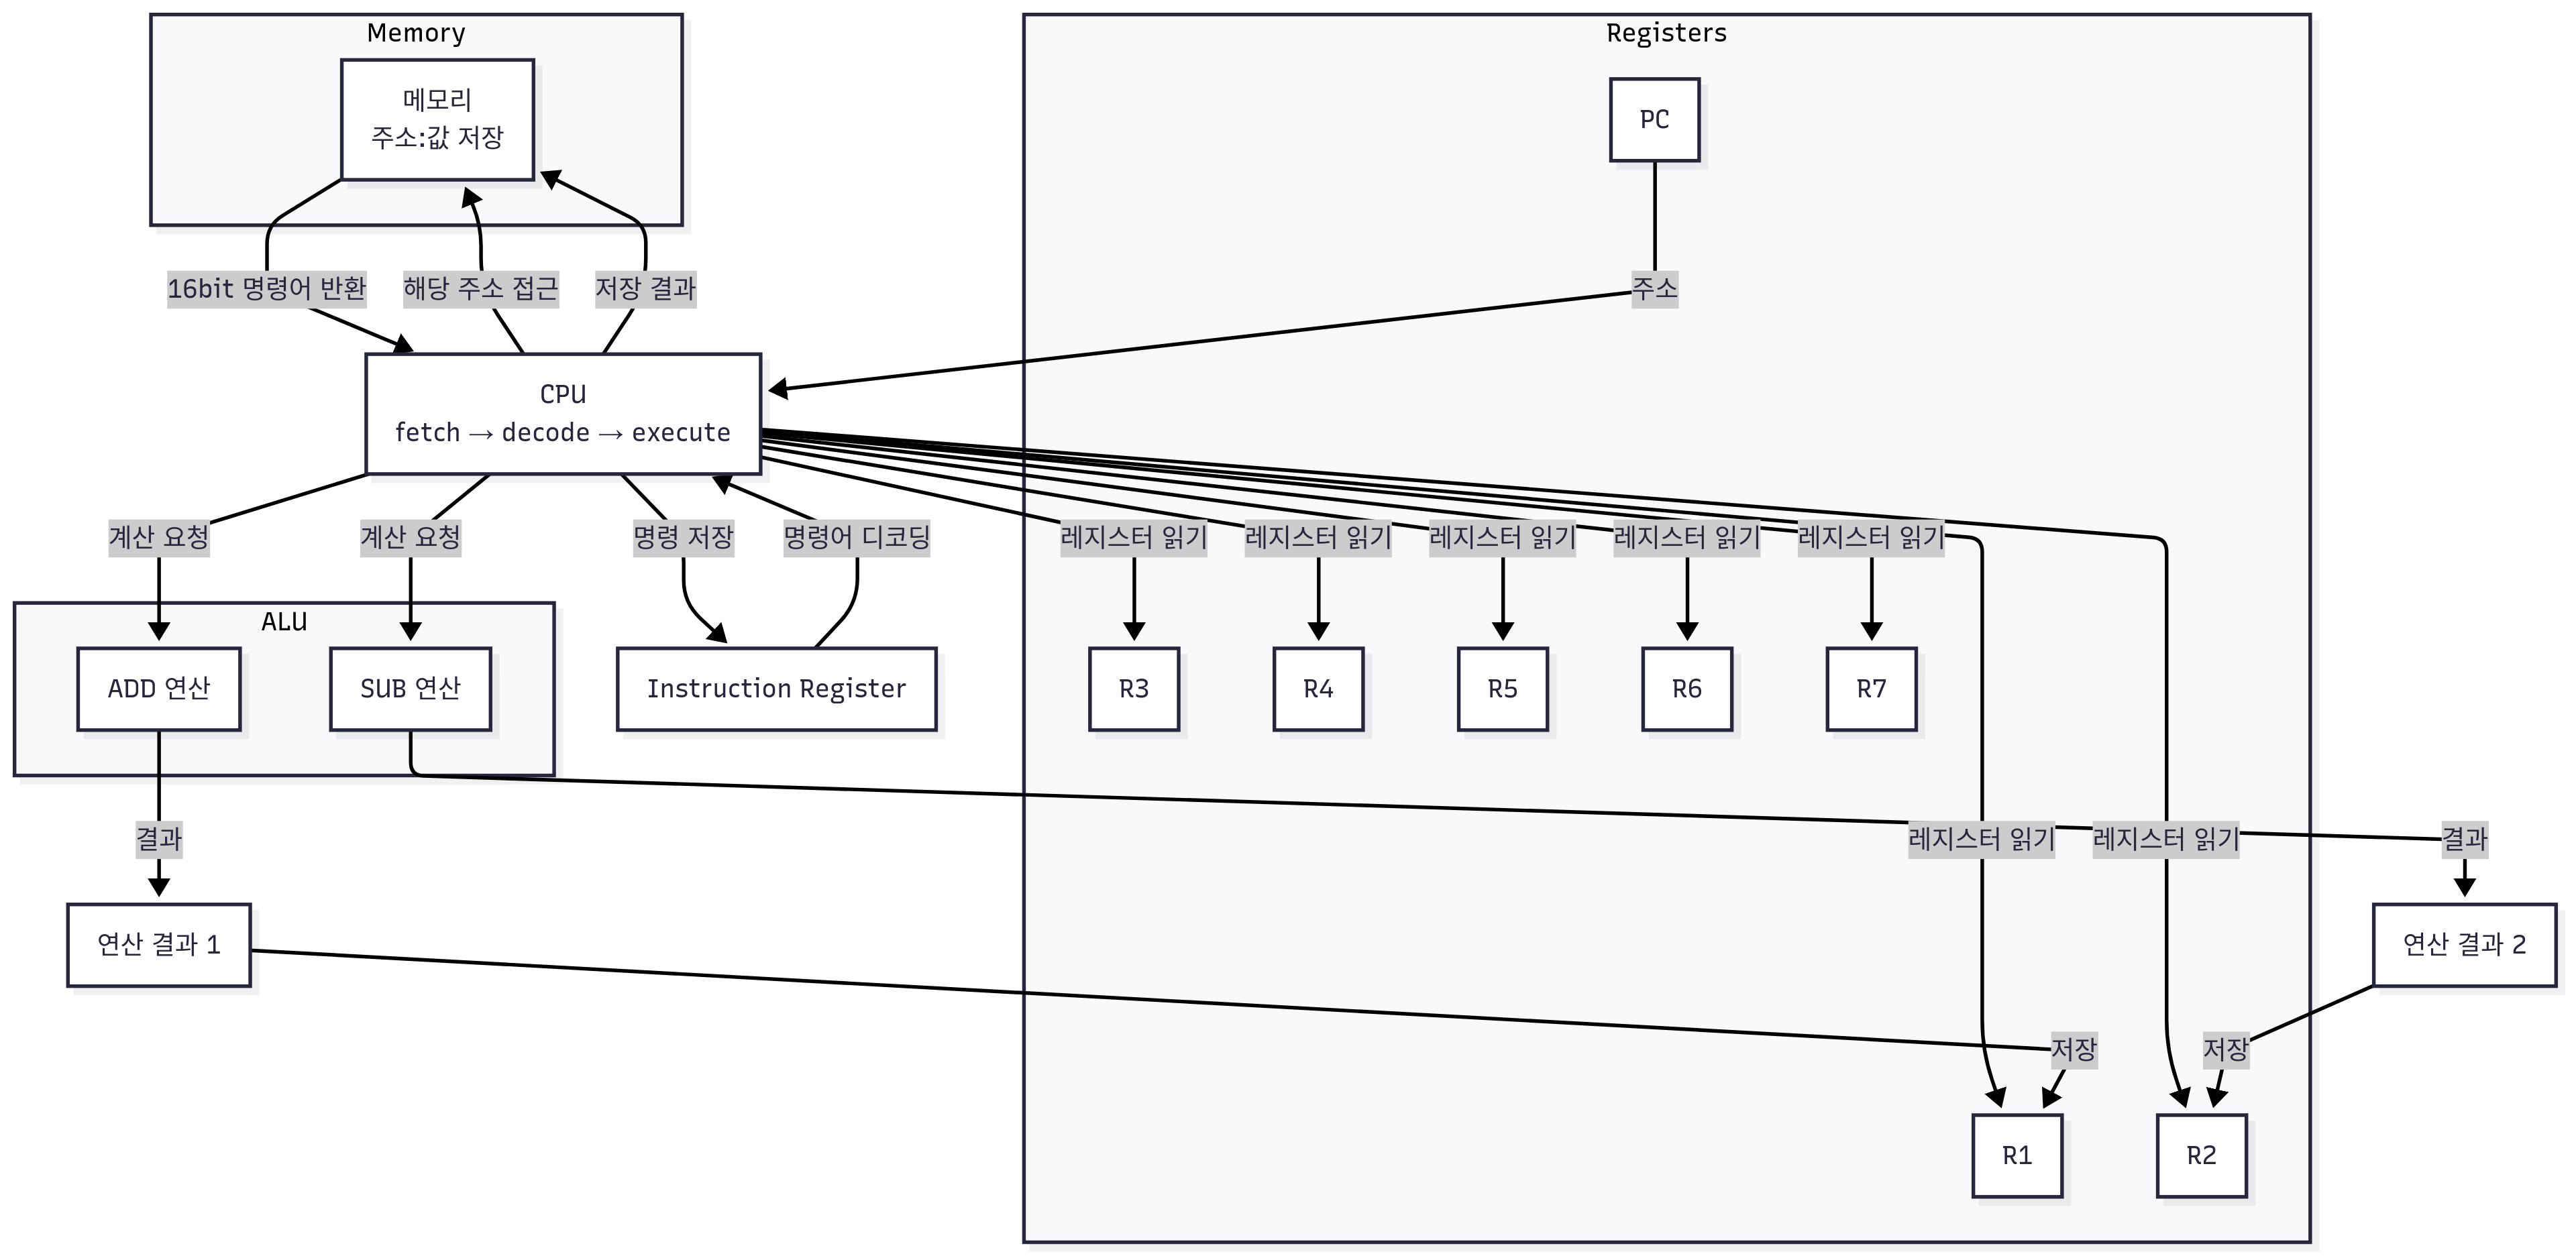 Memory
Registers
메모리
주소:값 저장
PC
16bit 명령어 반환
해당 주소 접근
저장 결과
주소
CPU
fetch → decode → execute
계산 요청
계산 요청
명령 저장
명령어 디코딩
레지스터 읽기
레지스터 읽기
레지스터 읽기
레지스터 읽기
레지스터 읽기
ALU
ADD 연산
SUB 연산
Instruction Register
R3
R4
R5
R6
R7
결과
레지스터 읽기
레지스터 읽기
결과
연산 결과 1
연산 결과 2
저장
저장
R1
R2